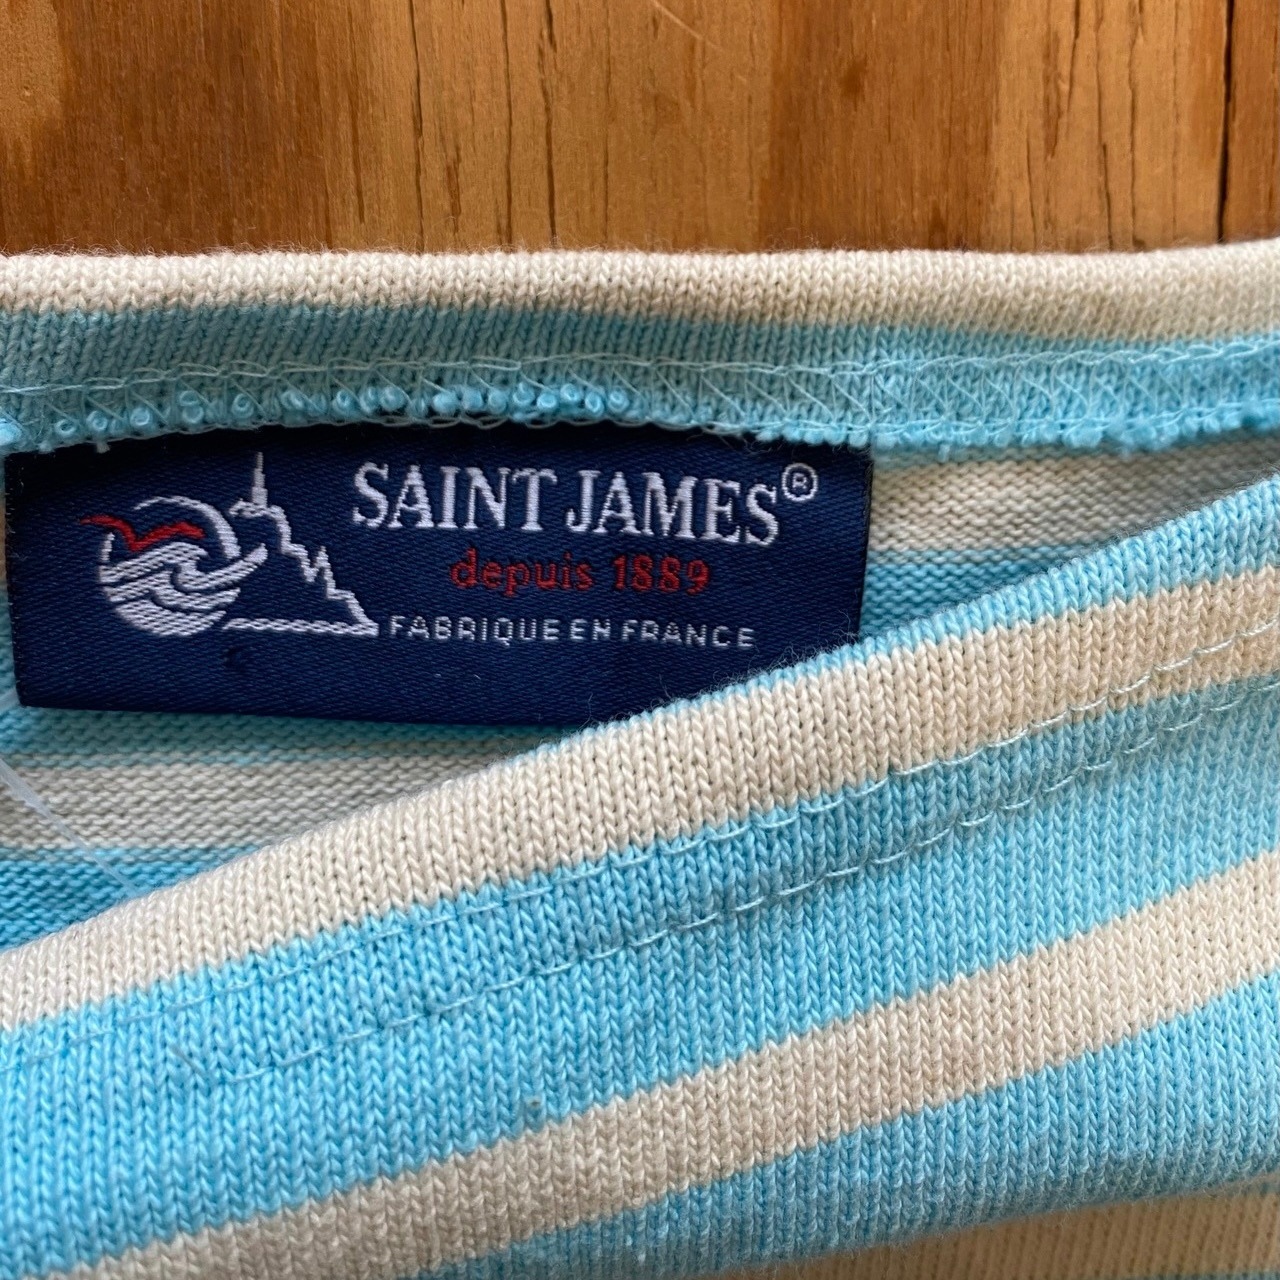 SAINT JAMES®
depuis 1889
FABRIQUE EN FRANCE